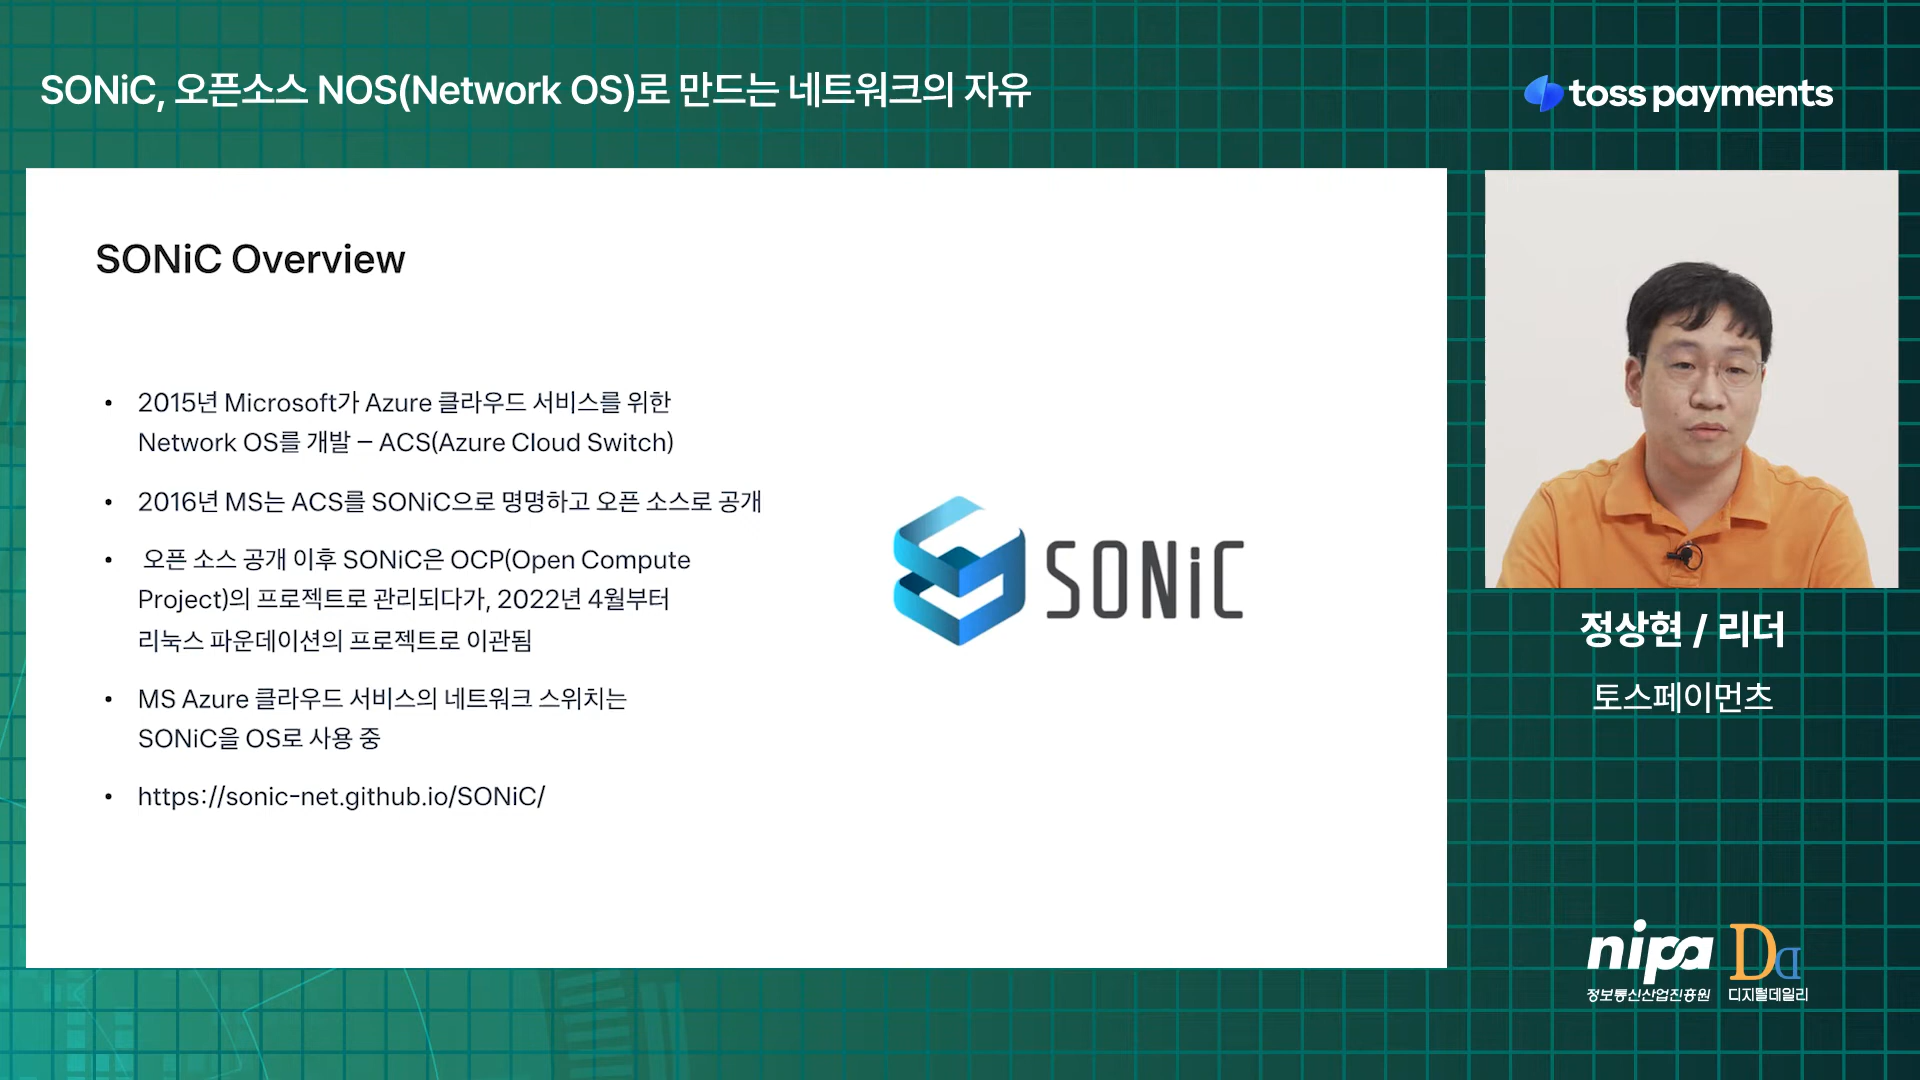 SONiC, 오픈소스 NOS(Network OS)로 만드는 네트워크의 자유
toss payments
SONiC Overview
• 2015년 Microsoft가 Azure 클라우드 서비스를 위한
Network OS를 개발 – ACS(Azure Cloud Switch)
• 2016년 MS는 ACS를 SONiC으로 명명하고 오픈 소스로 공개
• 오픈 소스 공개 이후 SONiC은 OCP(Open Compute
Project)의 프로젝트로 관리되다가, 2022년 4월부터
리눅스 파운데이션의 프로젝트로 이관됨
• MS Azure 클라우드 서비스의 네트워크 스위치는
SONiC을 OS로 사용 중
• https://sonic-net.github.io/SONiC/
SONiC
정상현 / 리더
토스페이먼츠
nipa
정보통신산업진흥원
Dd
디지털데일리